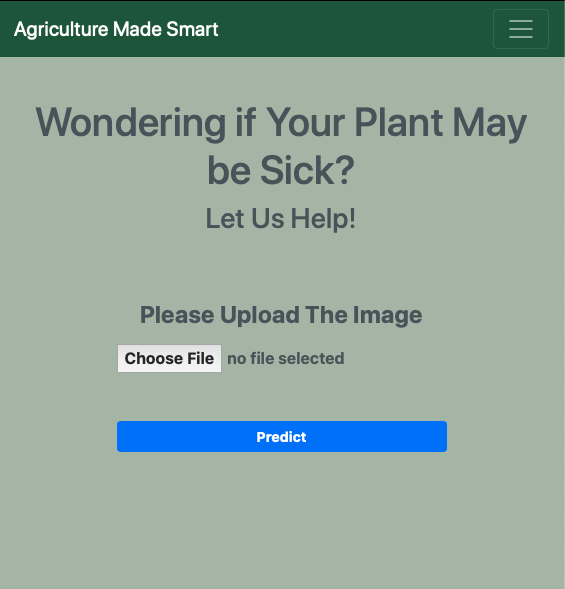 Agriculture Made Smart
Wondering if Your Plant May
be Sick?
Let Us Help!
Please Upload The Image
Choose File no file selected
Predict